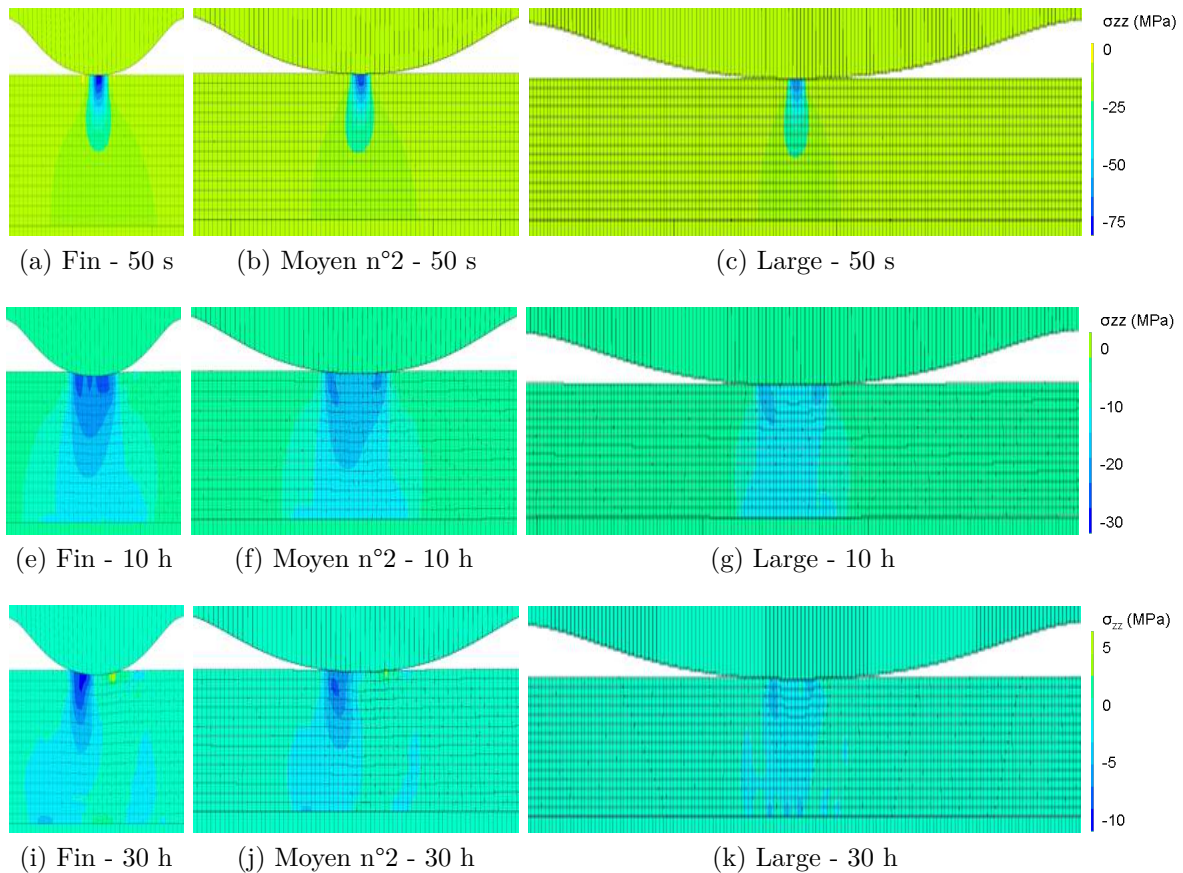 σzz (MPa)
0
-25
-50
-75
(a) Fin - 50 s
(b) Moyen n°2 - 50 s
(c) Large - 50 s
σzz (MPa)
0
-10
-20
-30
(e) Fin - 10 h
(f) Moyen n°2 - 10 h
(g) Large - 10 h
σzz (MPa)
5
0
-5
-10
(i) Fin - 30 h
(j) Moyen n°2 - 30 h
(k) Large - 30 h